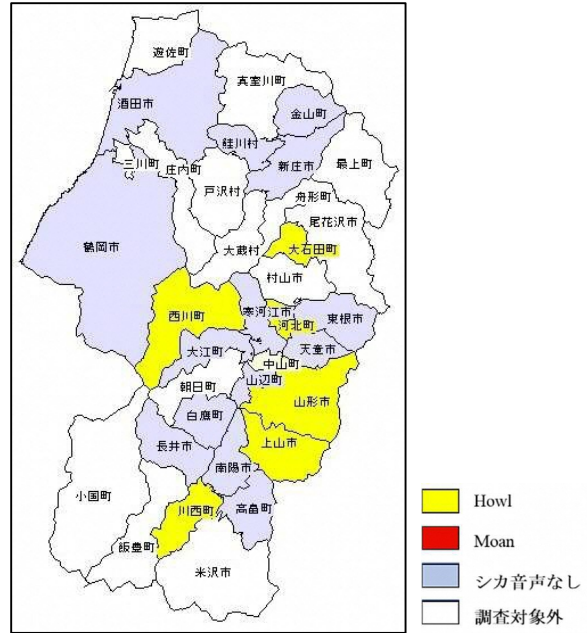 遊佐町
真室川町
酒田市
金山町
鮭川村
新庄市
最上町
三川町
庄内町
戸沢村
舟形町
尾花沢市
鶴岡市
大蔵村
大石田町
村山市
西川町
寒河江市
河北町
東根市
大江町
天童市
中山町
朝日町
山辺町
山形市
白鷹町
上山市
長井市
南陽市
小国町
川西町
高畠町
飯豊町
米沢市
Howl
Moan
シカ音声なし
調査対象外